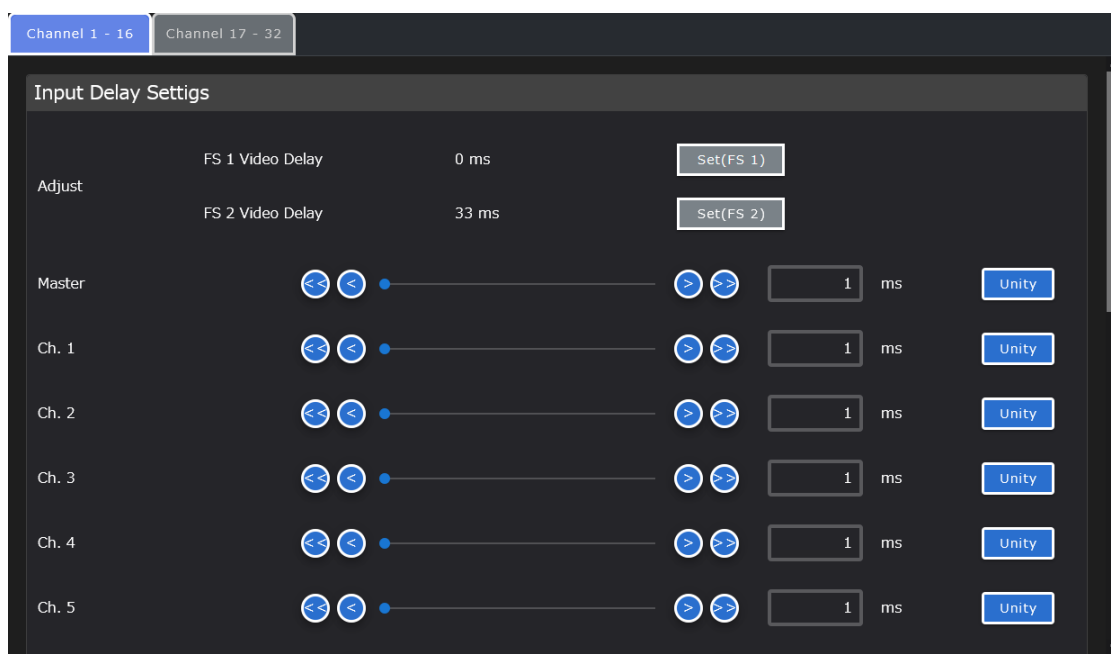 Channel 1 - 16 Channel 17 - 32
Input Delay Settigs
FS 1 Video Delay 0 ms Set(FS 1)
Adjust
FS 2 Video Delay 33 ms Set(FS 2)
Master << < > >> 1 ms Unity
Ch. 1 << < > >> 1 ms Unity
Ch. 2 << < > >> 1 ms Unity
Ch. 3 << < > >> 1 ms Unity
Ch. 4 << < > >> 1 ms Unity
Ch. 5 << < > >> 1 ms Unity